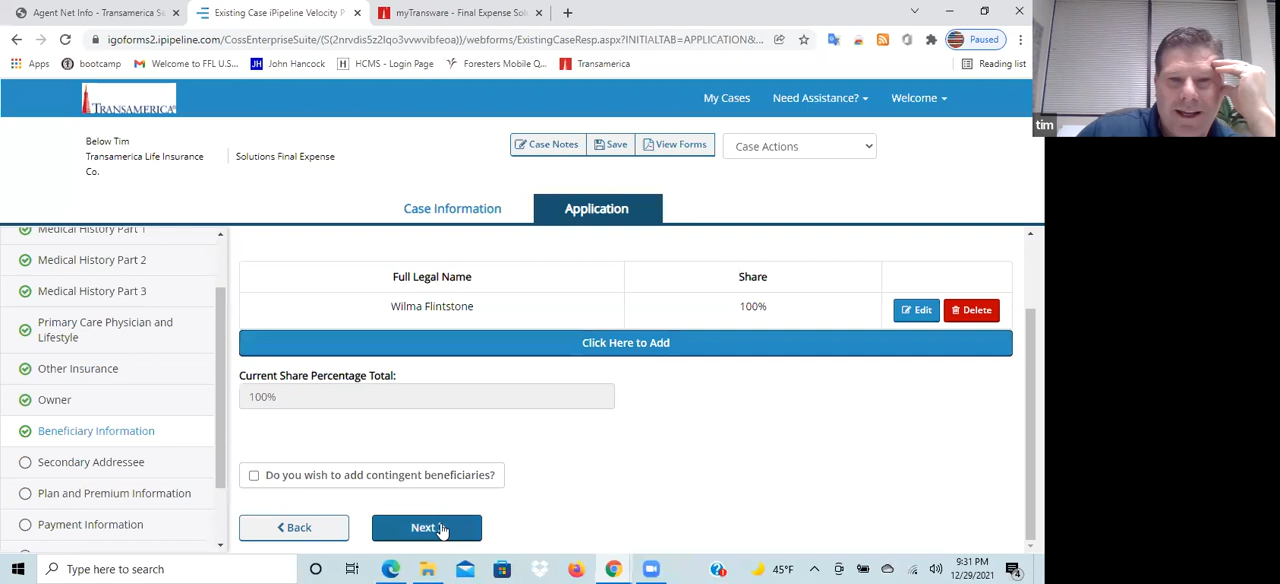 Agent Net Info - Transamerica Se
Existing Case iPipeline Velocity P
myTransware - Final Expense Sol
igoforms2.ipipeline.com/CossEnterpriseSuite/(S(2nrvdis5z2lqo3vvwvibfeoa))/webforms/ExistingCaseResp.aspx?INITIALTAB=APPLICATION&...
Paused
Apps
bootcamp
Welcome to FFL U.S...
JH
John Hancock
H
HCMS - Login Page
Foresters Mobile Q...
Transamerica
Reading list
tim
TRANSAMERICA
My Cases
Need Assistance?
Welcome
Below Tim
Transamerica Life Insurance
Co.
Solutions Final Expense
Case Notes
Save
View Forms
Case Actions
Case Information
Application
Medical History Part 1
Medical History Part 2
Medical History Part 3
Primary Care Physician and
Lifestyle
Other Insurance
Owner
Beneficiary Information
Secondary Addressee
Plan and Premium Information
Payment Information
Full Legal Name
Share
Wilma Flintstone
100%
Edit
Delete
Click Here to Add
Current Share Percentage Total:
100%
Do you wish to add contingent beneficiaries?
Back
Next
Type here to search
45°F
9:31 PM
12/29/2021
4